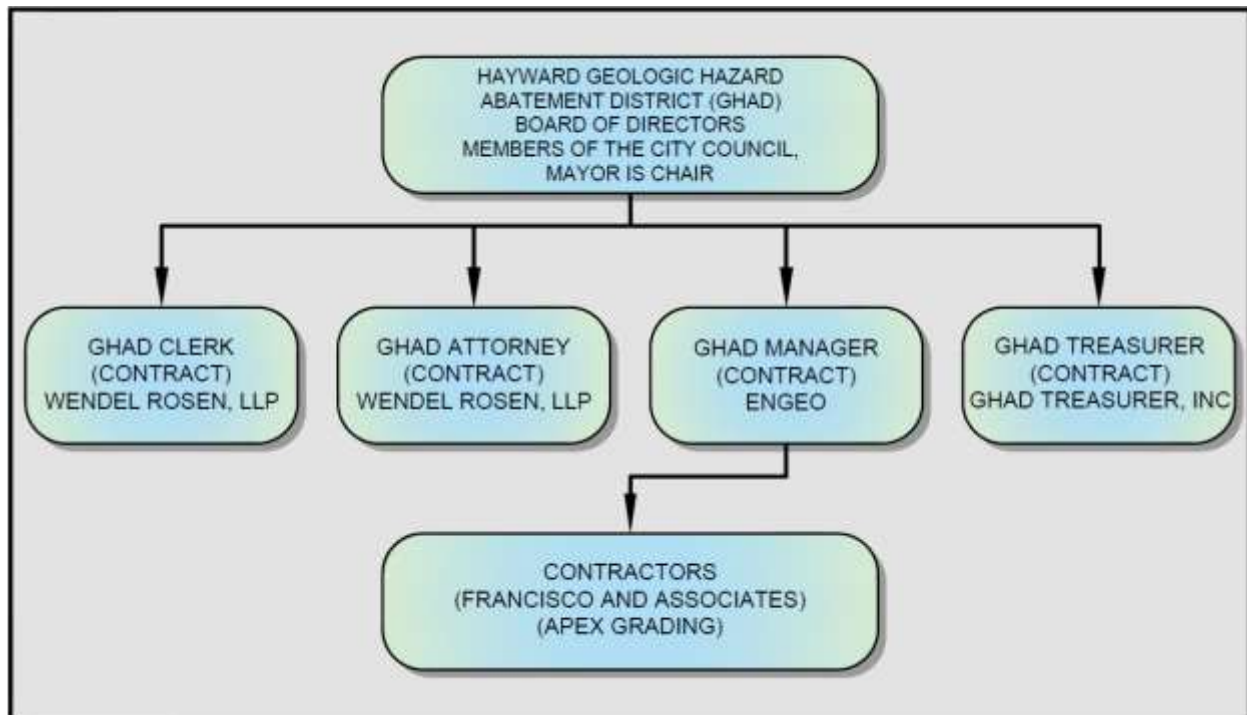 HAYWARD GEOLOGIC HAZARD
ABATEMENT DISTRICT (GHAD)
BOARD OF DIRECTORS
MEMBERS OF THE CITY COUNCIL,
MAYOR IS CHAIR
GHAD CLERK
(CONTRACT)
WENDEL ROSEN, LLP
GHAD ATTORNEY
(CONTRACT)
WENDEL ROSEN, LLP
GHAD MANAGER
(CONTRACT)
ENGEO
GHAD TREASURER
(CONTRACT)
GHAD TREASURER, INC
CONTRACTORS
(FRANCISCO AND ASSOCIATES)
(APEX GRADING)